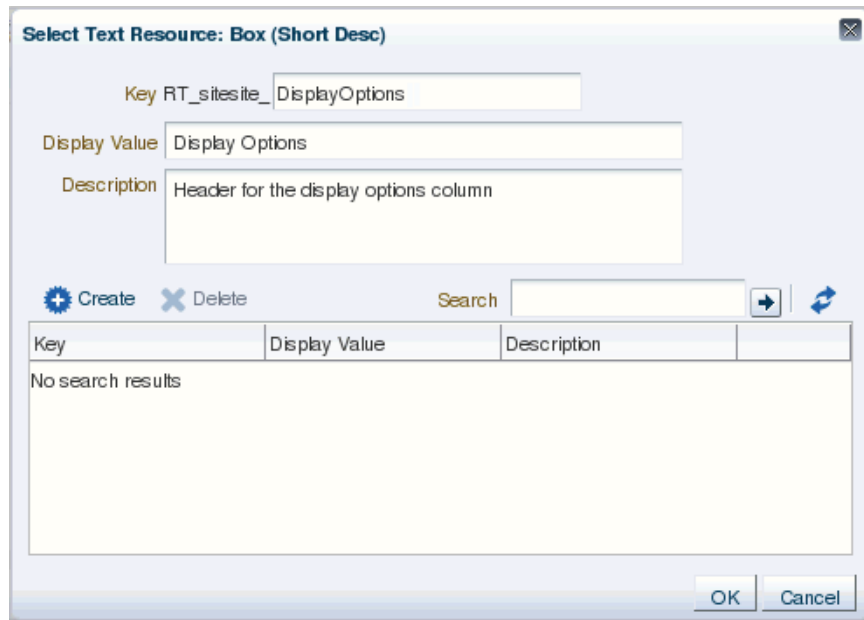 Select Text Resource: Box (Short Desc)
Key RT_sitesite_ DisplayOptions
Display Value Display Options
Description Header for the display options column
Create Delete Search
Key Display Value Description
No search results
OK Cancel